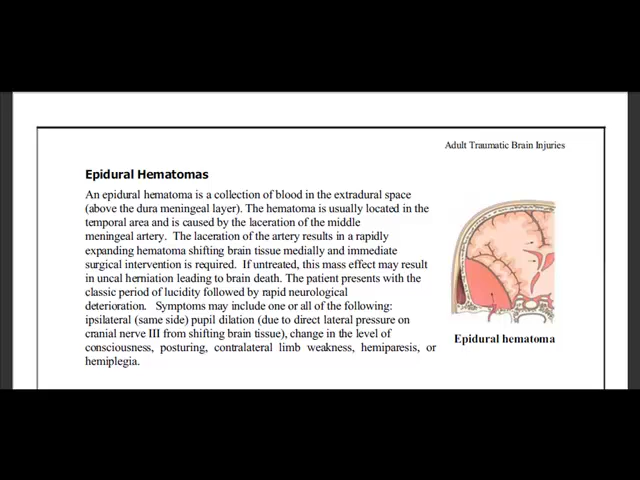 Adult Traumatic Brain Injuries
Epidural Hematomas
An epidural hematoma is a collection of blood in the extradural space
(above the dura meningeal layer). The hematoma is usually located in the
temporal area and is caused by the laceration of the middle
meningeal artery. The laceration of the artery results in a rapidly
expanding hematoma shifting brain tissue medially and immediate
surgical intervention is required. If untreated, this mass effect may result
in uncal herniation leading to brain death. The patient presents with the
classic period of lucidity followed by rapid neurological
deterioration. Symptoms may include one or all of the following:
ipsilateral (same side) pupil dilation (due to direct lateral pressure on
cranial nerve III from shifting brain tissue), change in the level of
consciousness, posturing, contralateral limb weakness, hemiparesis, or
hemiplegia.
Epidural hematoma